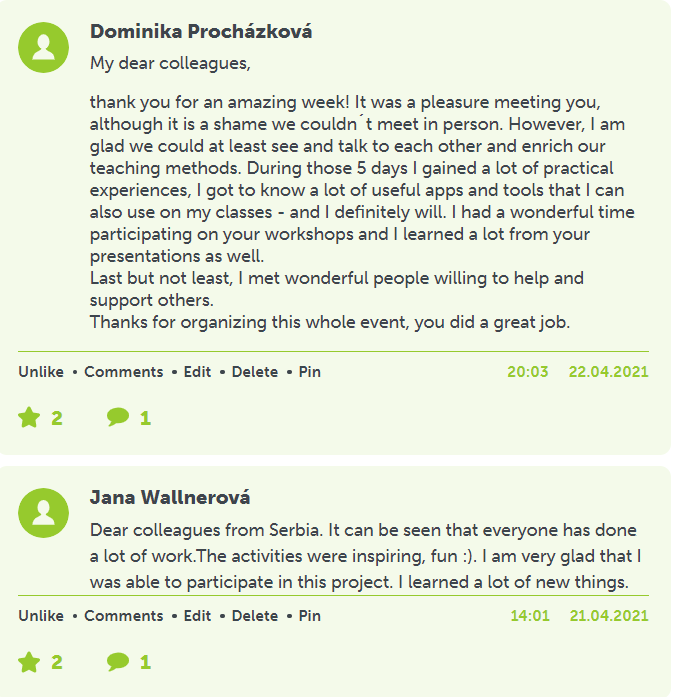 Dominika Procházková
My dear colleagues,
thank you for an amazing week! It was a pleasure meeting you,
although it is a shame we couldn´t meet in person. However, I am
glad we could at least see and talk to each other and enrich our
teaching methods. During those 5 days I gained a lot of practical
experiences, I got to know a lot of useful apps and tools that I can
also use on my classes - and I definitely will. I had a wonderful time
participating on your workshops and I learned a lot from your
presentations as well.
Last but not least, I met wonderful people willing to help and
support others.
Thanks for organizing this whole event, you did a great job.
Unlike • Comments • Edit • Delete • Pin 20:03 22.04.2021
2 1
Jana Wallnerová
Dear colleagues from Serbia. It can be seen that everyone has done
a lot of work.The activities were inspiring, fun :). I am very glad that I
was able to participate in this project. I learned a lot of new things.
Unlike • Comments • Edit • Delete • Pin 14:01 21.04.2021
2 1